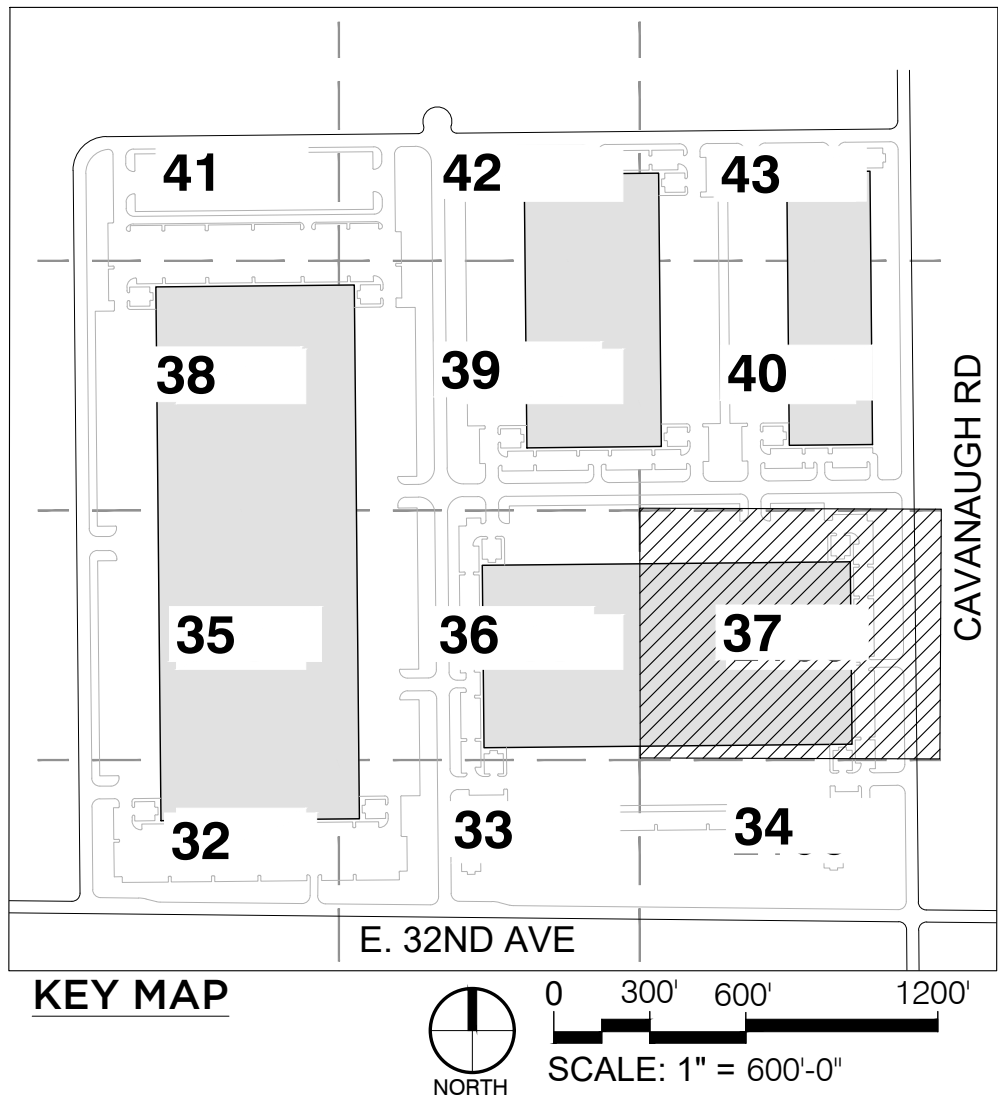 41 42 43
38 39 40
CAVANAUGH RD
35 36 37
32 33 34
E. 32ND AVE
KEY MAP
0 300' 600' 1200'
SCALE: 1" = 600'-0"
NORTH